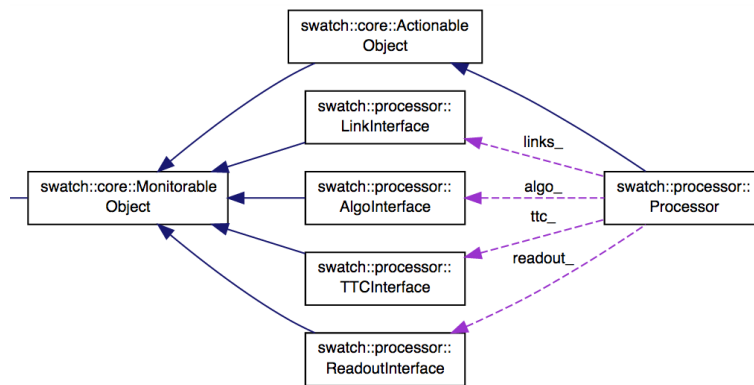 swatch::core::Actionable
Object
swatch::processor::
LinkInterface
links_
swatch::core::Monitorable
Object
swatch::processor::
AlgoInterface
algo_
swatch::processor::
Processor
ttc_
swatch::processor::
TTCInterface
readout_
swatch::processor::
ReadoutInterface